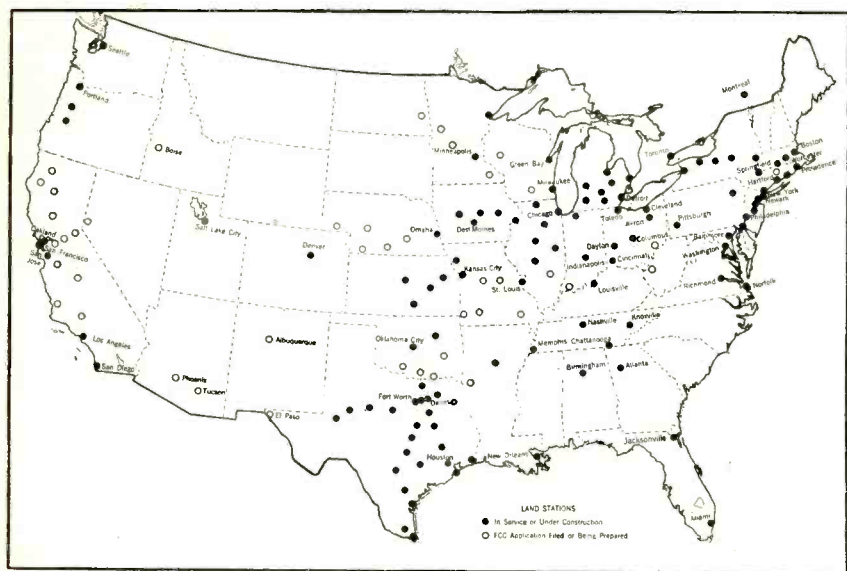 Seattle
Portland
Boise
Oakland
San Francisco
San
Jose
Los Angeles
San Diego
Salt Lake City
Denver
Albuquerque
Phoenix
Tucson
El Paso
Minneapolis
Green Bay
Milwaukee
Chicago
Omaha
Des Moines
Kansas City
St. Louis
Oklahoma City
Fort Worth
Dallas
Houston
New Orleans
Memphis
Chattanooga
Nashville
Knoxville
Birmingham
Atlanta
Jacksonville
Miami
Louisville
Indianapolis
Cincinnati
Dayton
Columbus
Toledo
Detroit
Cleveland
Akron
Pittsburgh
Toronto
Montreal
Springfield
Boston
Worcester
Providence
Hartford
New York
Newark
Philadelphia
Baltimore
Washington
Richmond
Norfolk
LAND STATIONS
In Service or Under Construction
FCC Application Filed or Being Prepared